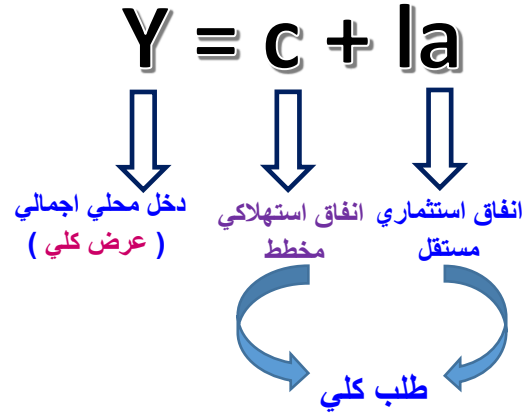 Y = c + Ia
انفاق استثماري مستقل
انفاق استهلاكي مخطط
دخل محلي اجمالي
( عرض كلي )
طلب كلي